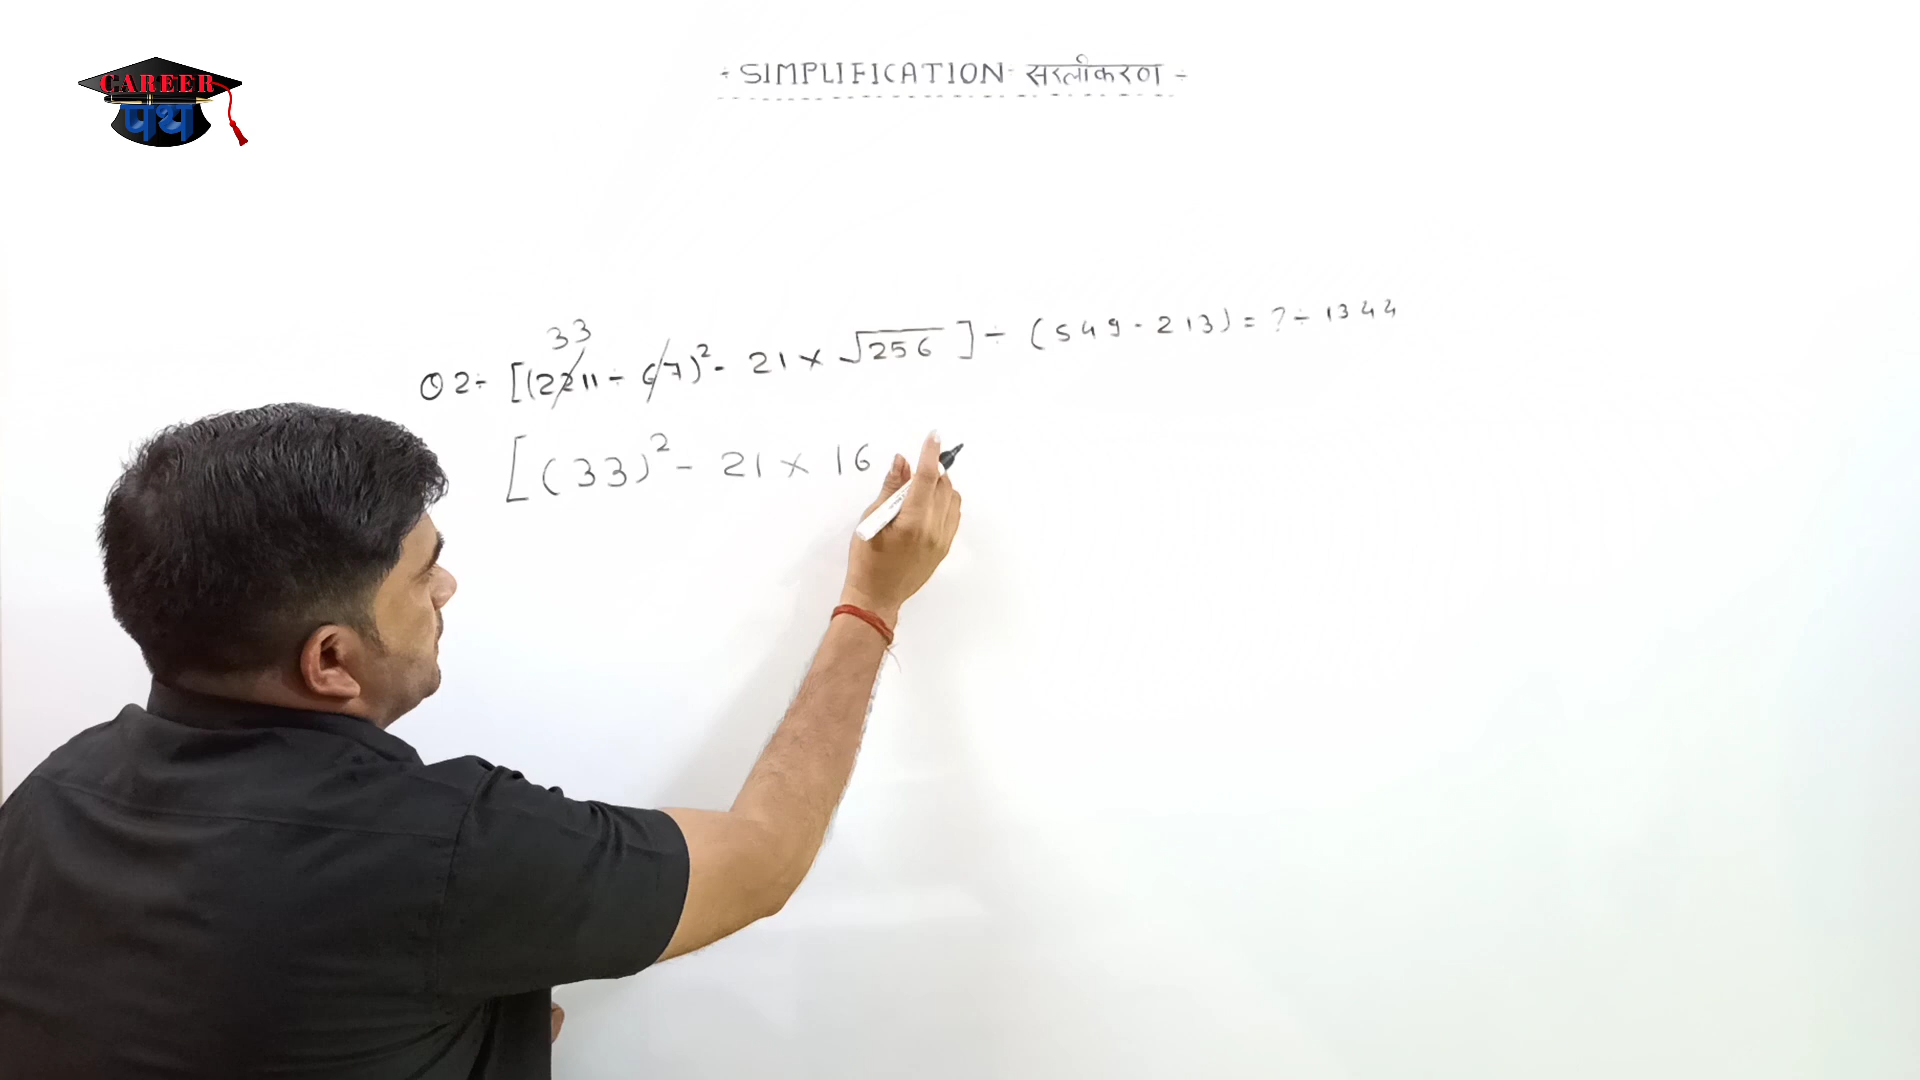 CAREER
पथ
÷ SIMPLIFICATION - सरलीकरण ÷
33
Q2÷ [(2211 ÷ 67)² - 21 × √256 ] ÷ (549 - 213) = ? ÷ 1344
[(33)² - 21 × 16